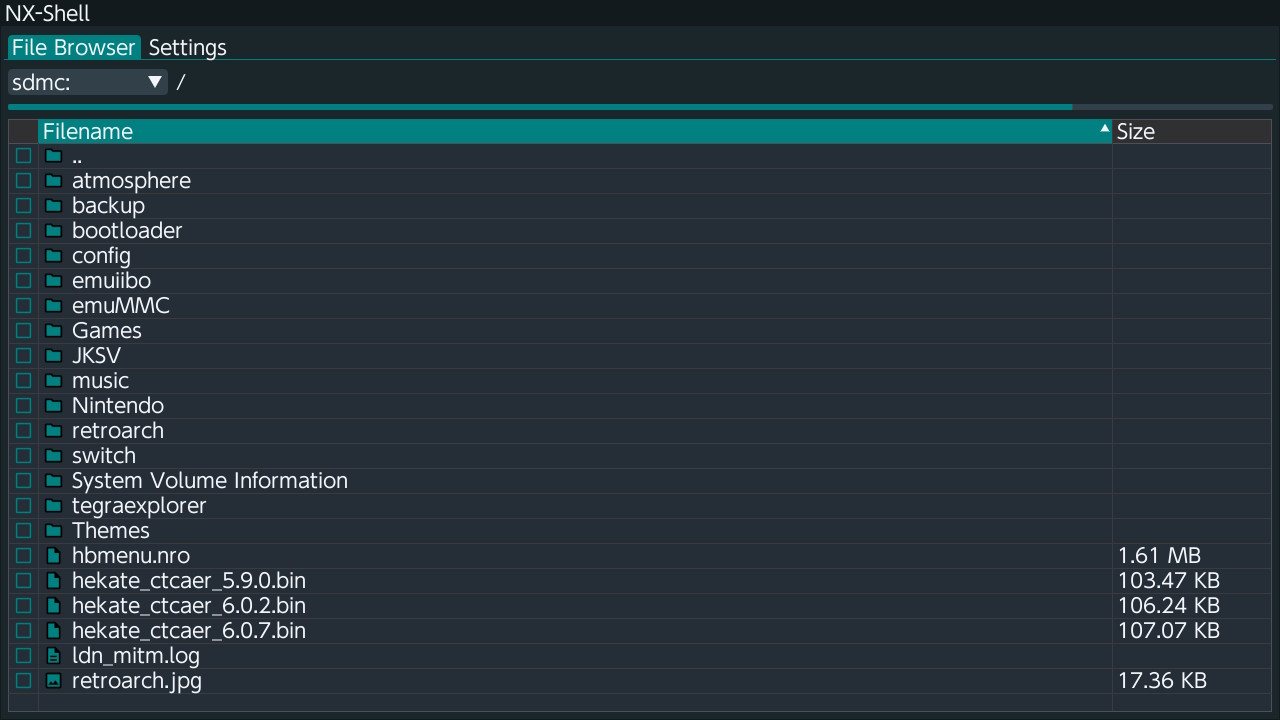 NX-Shell
File Browser Settings
sdmc: /
Filename Size
..
atmosphere
backup
bootloader
config
emuiibo
emuMMC
Games
JKSV
music
Nintendo
retroarch
switch
System Volume Information
tegraexplorer
Themes
hbmenu.nro 1.61 MB
hekate_ctcaer_5.9.0.bin 103.47 KB
hekate_ctcaer_6.0.2.bin 106.24 KB
hekate_ctcaer_6.0.7.bin 107.07 KB
ldn_mitm.log
retroarch.jpg 17.36 KB